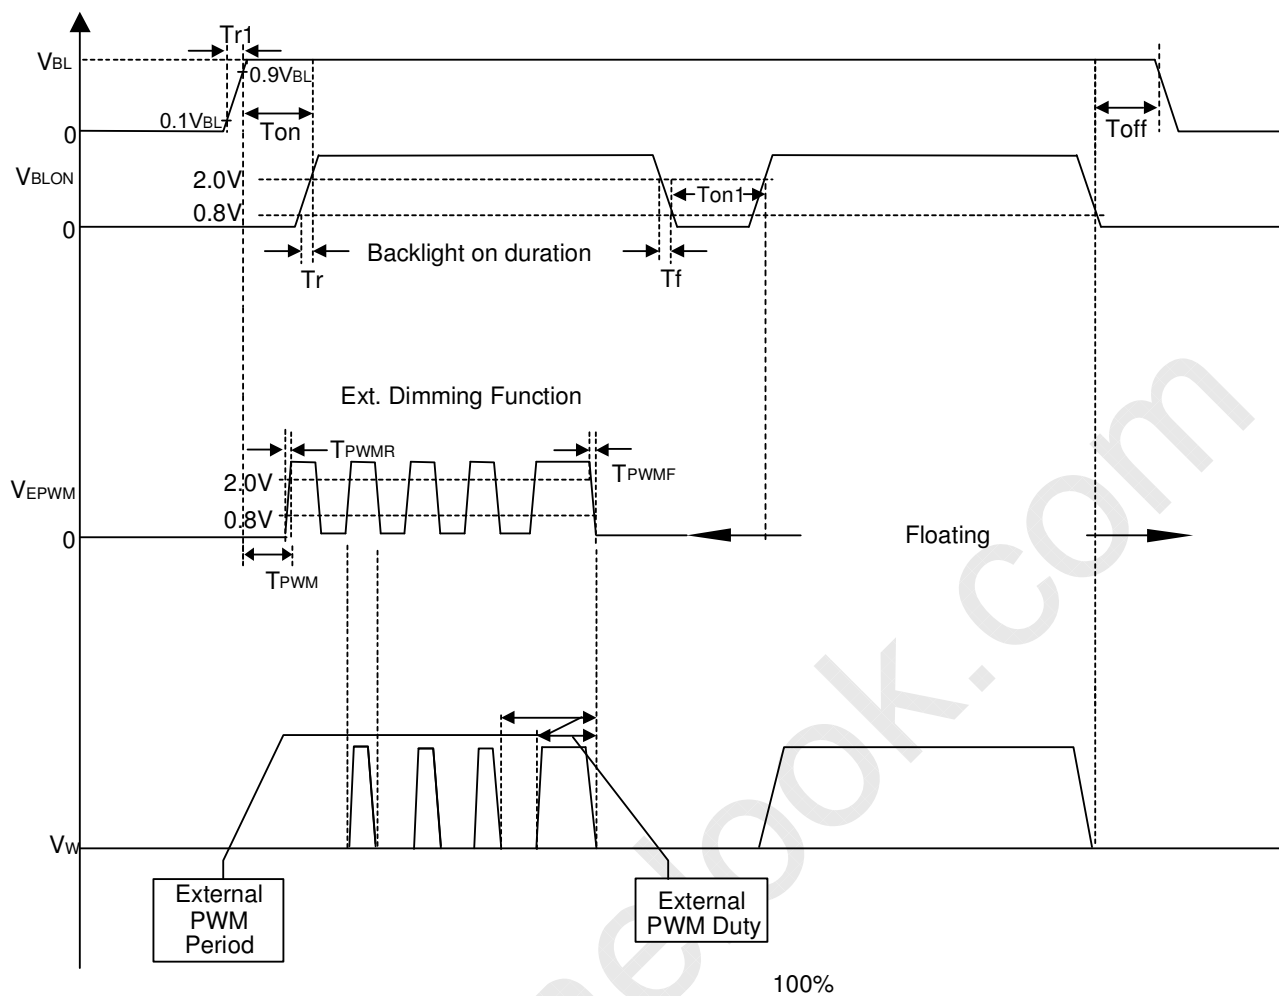 Tr1
VBL
0.9VBL
0.1VBL
0
Ton
Toff
VBLON
2.0V
Ton1
0.8V
0
Backlight on duration
Tr
Tf
Ext. Dimming Function
TPWMR
TPWMF
2.0V
VEPWM
0.8V
0
Floating
TPWM
VW
External
PWM
Period
External
PWM Duty
100%